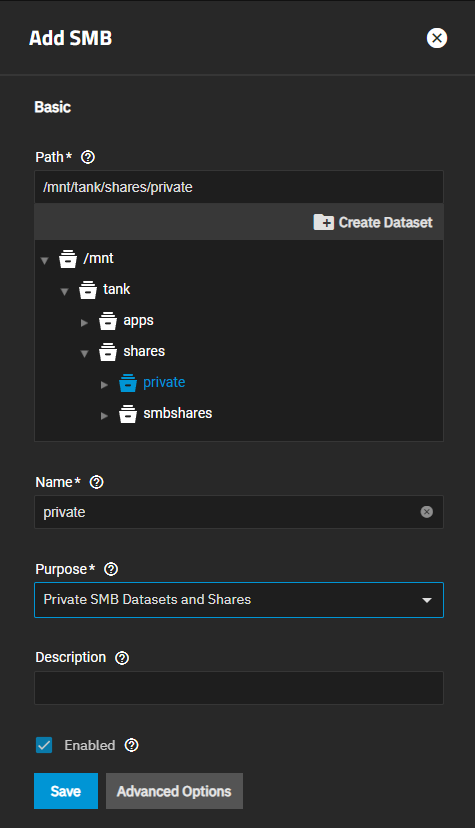 Add SMB
Basic
Path*
/mnt/tank/shares/private
Create Dataset
/mnt
tank
apps
shares
private
smbshares
Name*
private
Purpose*
Private SMB Datasets and Shares
Description
Enabled
Save Advanced Options